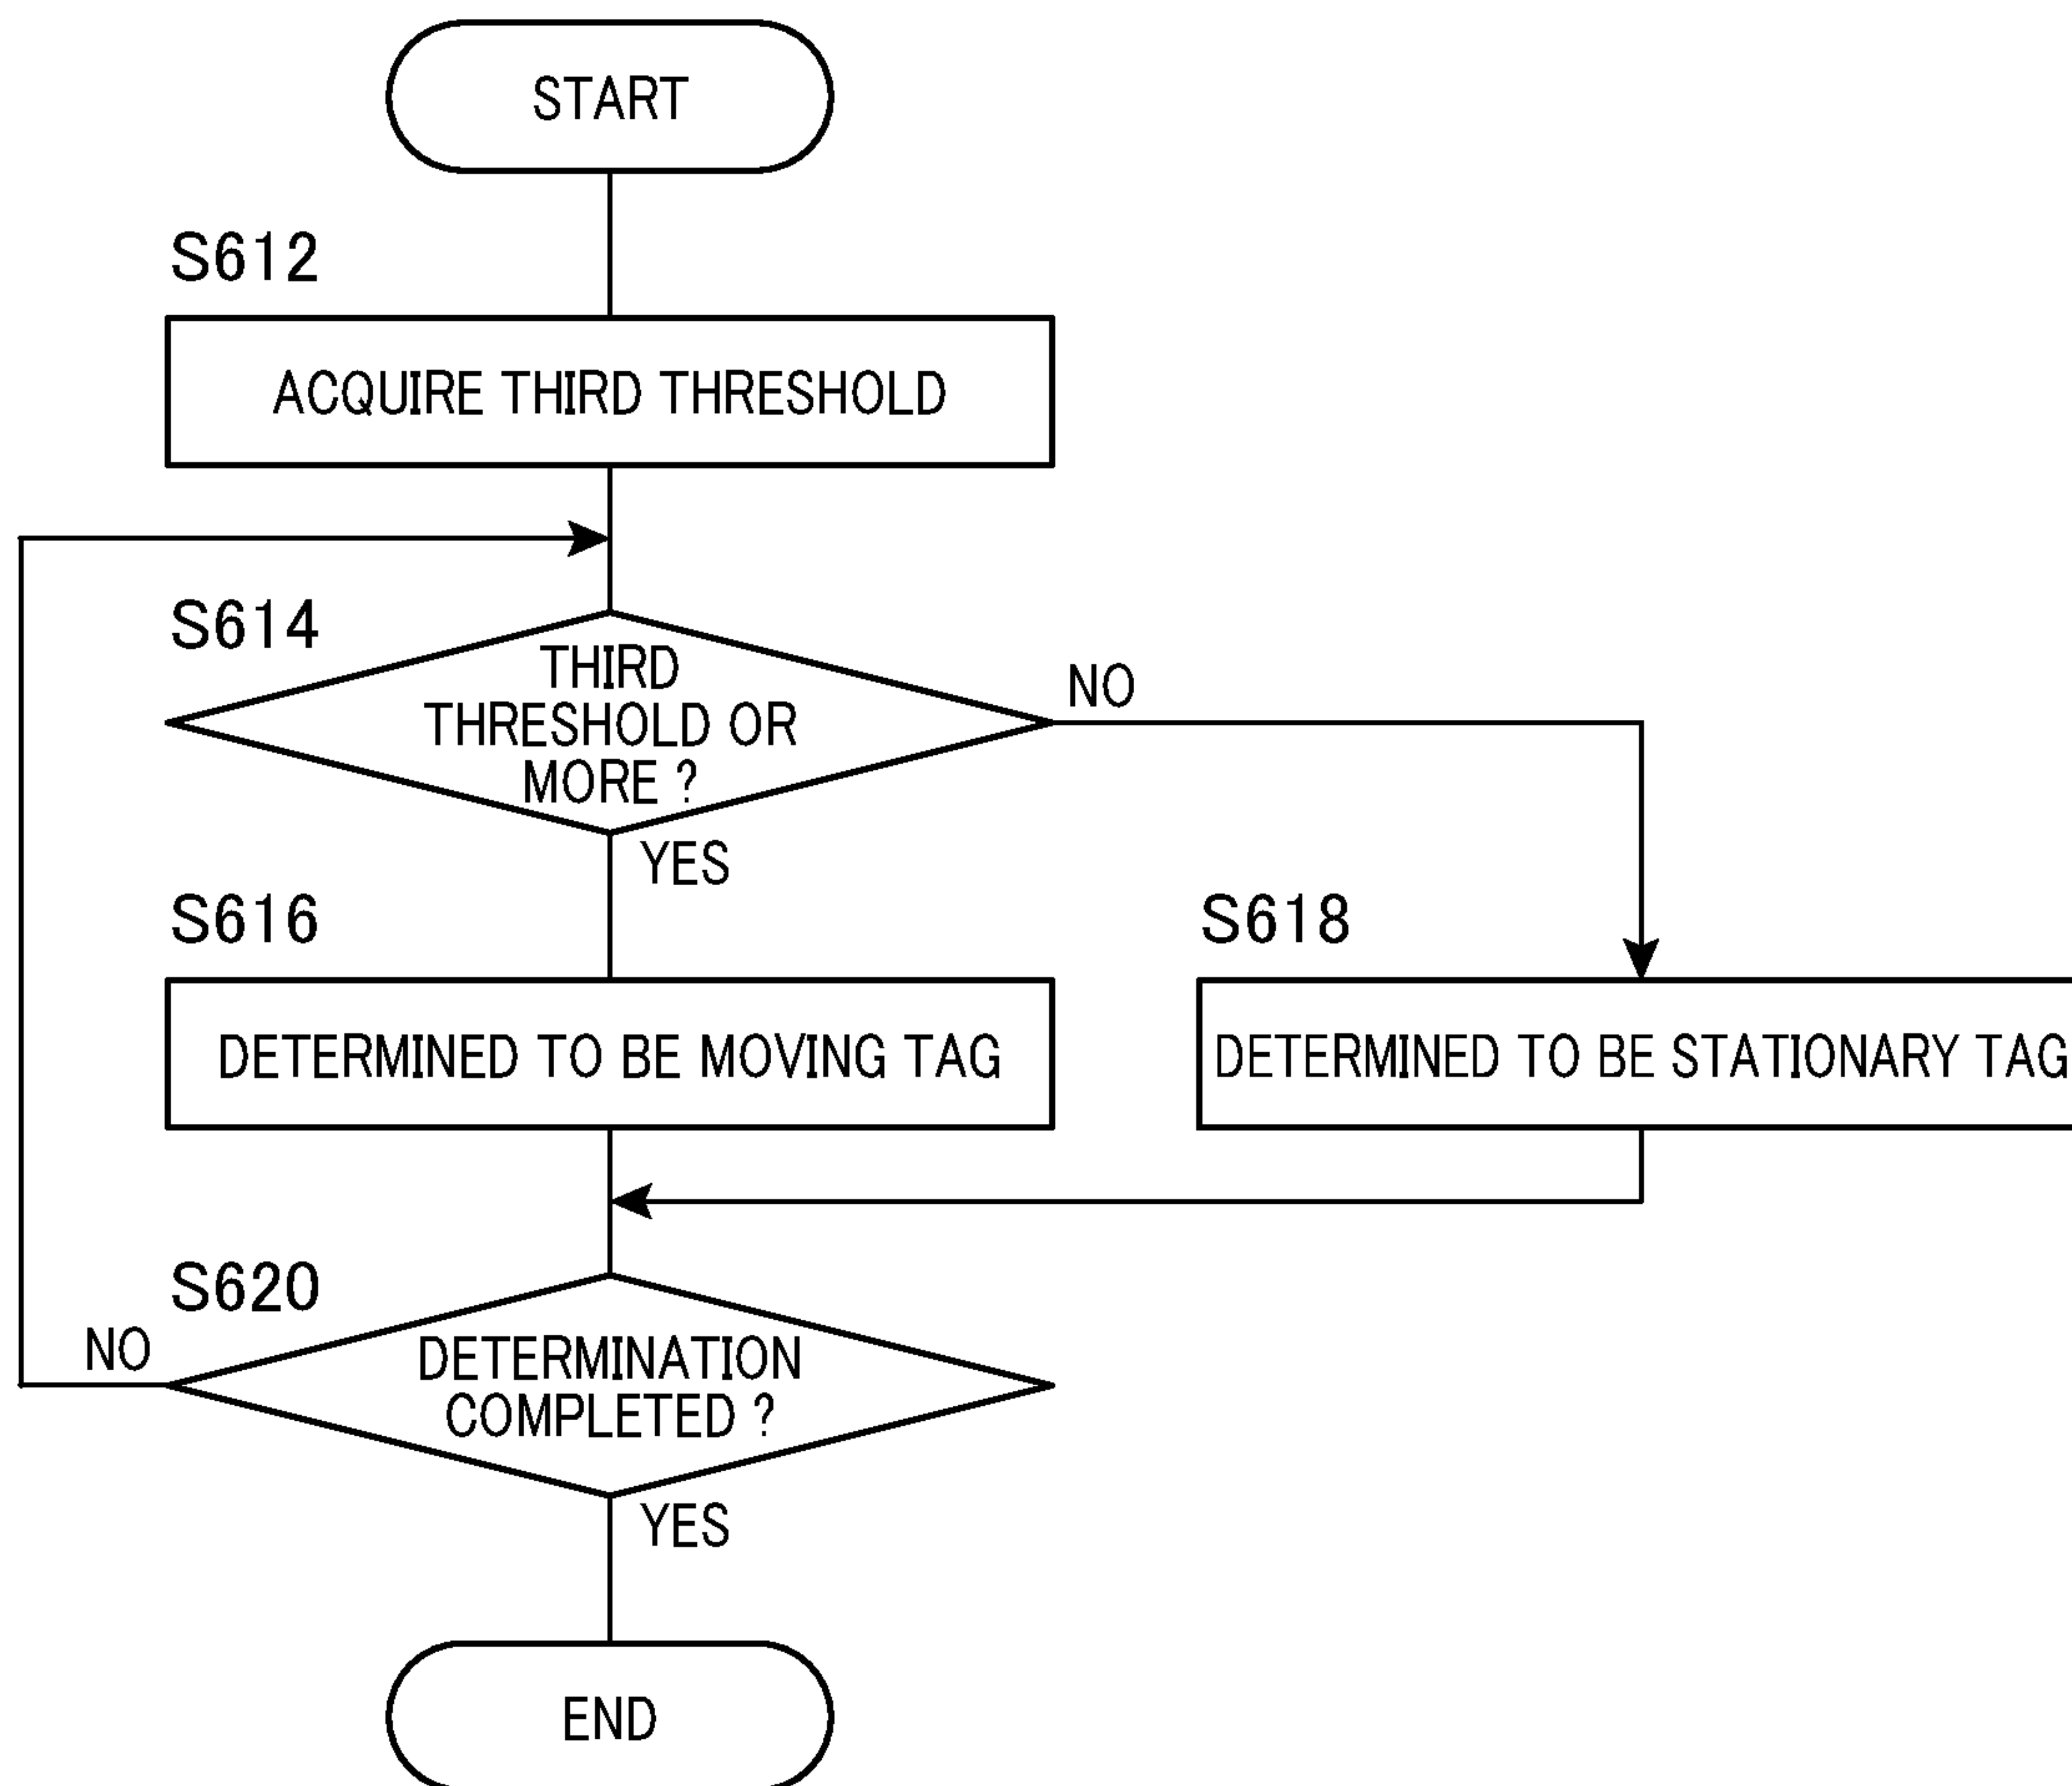 START
S612
ACQUIRE THIRD THRESHOLD
S614
THIRD
THRESHOLD OR
MORE ?
NO
YES
S616
DETERMINED TO BE MOVING TAG
S618
DETERMINED TO BE STATIONARY TAG
S620
DETERMINATION
COMPLETED ?
NO
YES
END